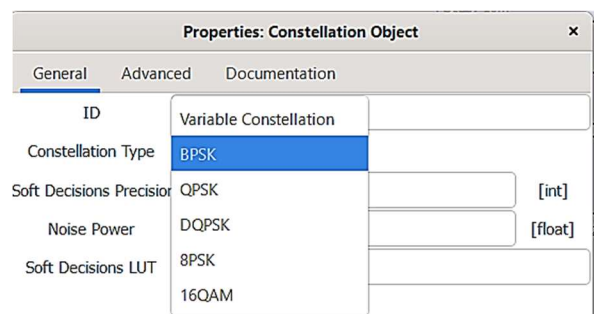 Properties: Constellation Object ×
General Advanced Documentation
ID
Variable Constellation
Constellation Type
BPSK
Soft Decisions Precision
QPSK
[int]
Noise Power
DQPSK
[float]
Soft Decisions LUT
8PSK
16QAM